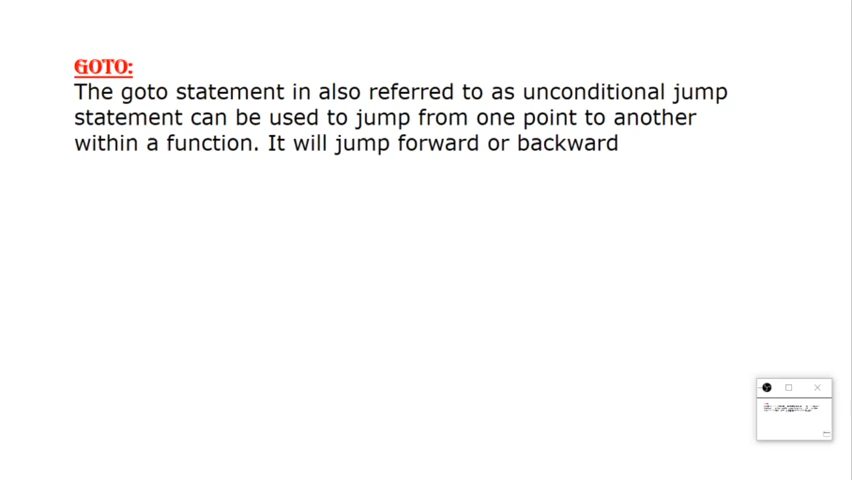 GOTO:
The goto statement in also referred to as unconditional jump
statement can be used to jump from one point to another
within a function. It will jump forward or backward